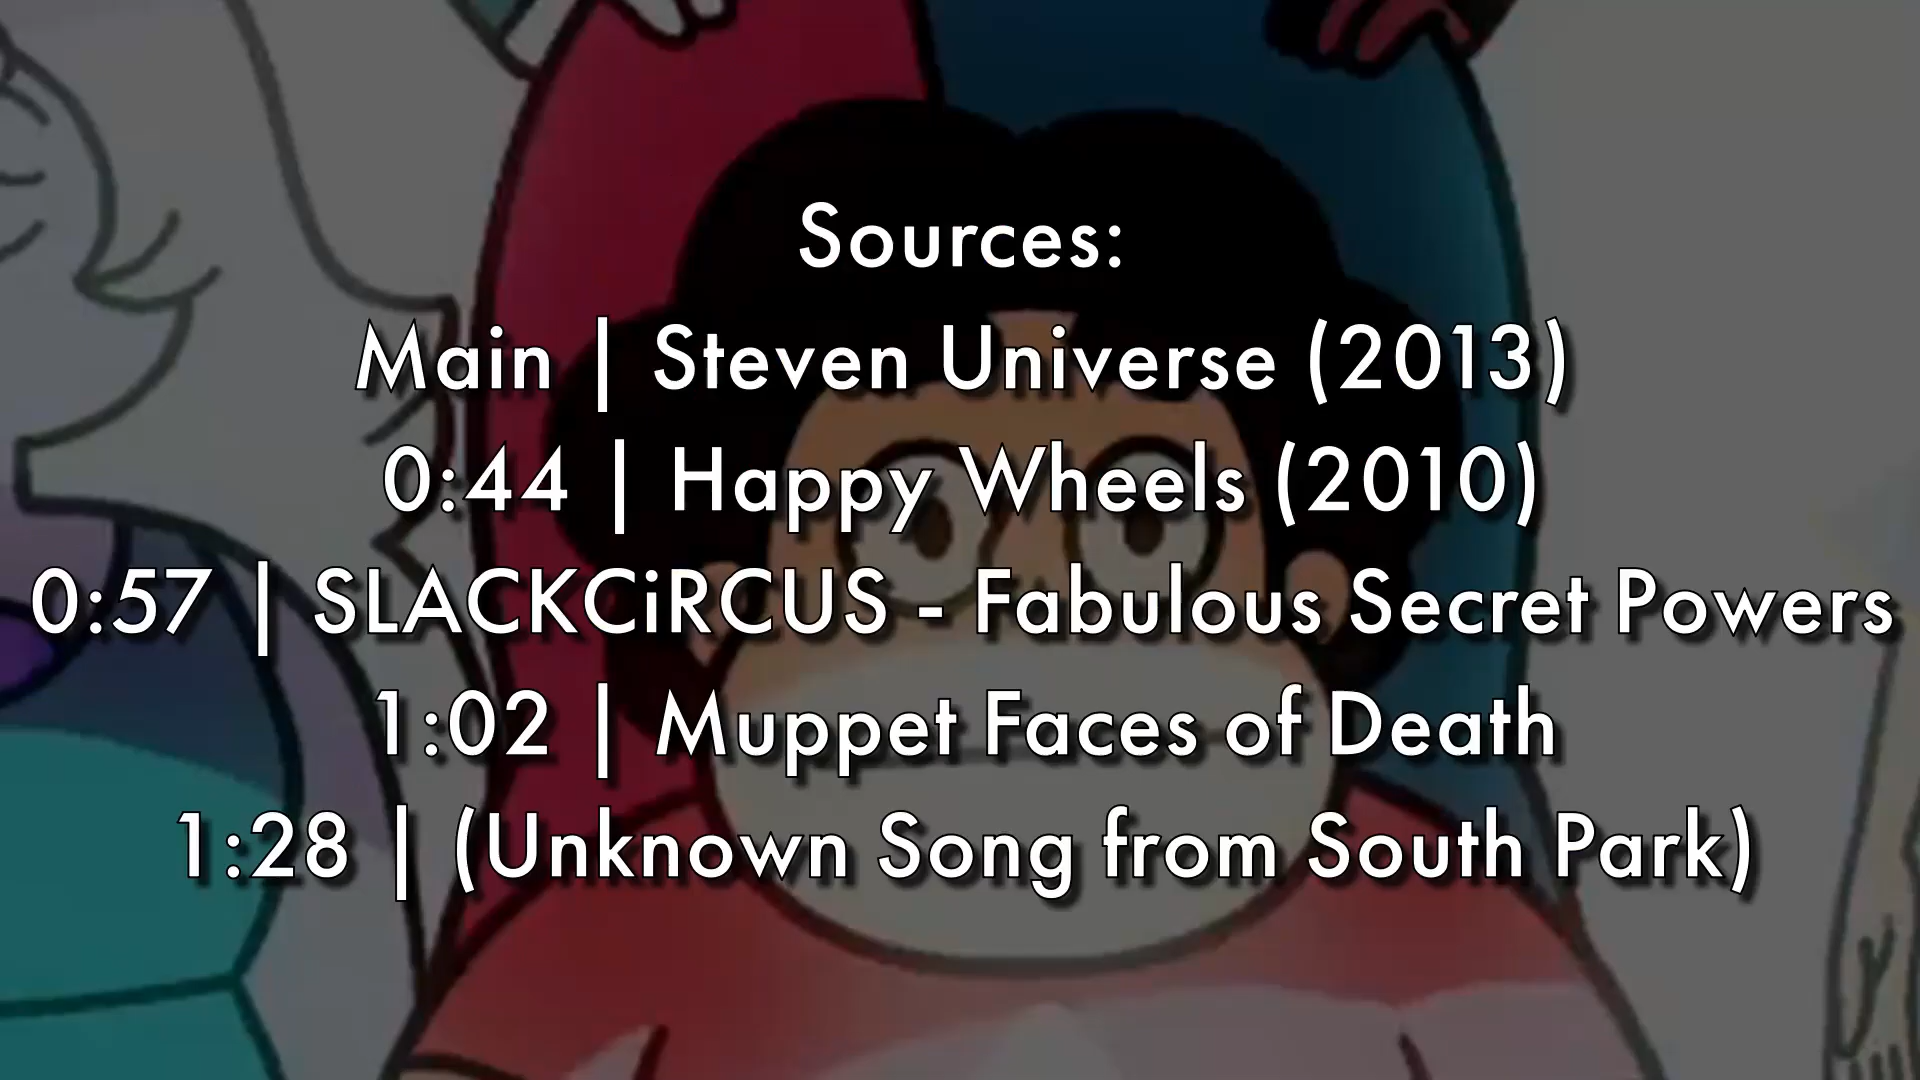 Sources:
Main | Steven Universe (2013)
0:44 | Happy Wheels (2010)
0:57 | SLACKCiRCUS - Fabulous Secret Powers
1:02 | Muppet Faces of Death
1:28 | (Unknown Song from South Park)